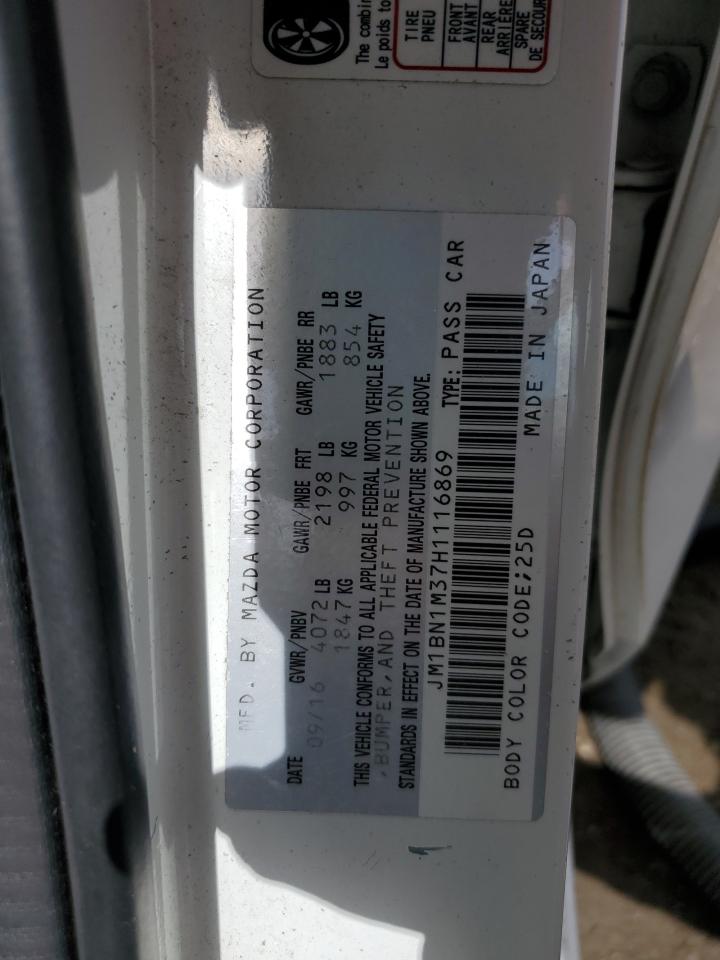 The combin
Le poids to
TIRE
PNEU
FRONT
AVANT
REAR
ARRIÈRE
SPARE
DE SECOUR
MFD. BY MAZDA MOTOR CORPORATION
DATE GVWR/PNBV GAWR/PNBE FRT GAWR/PNBE RR
09/16 4072 LB 2198 LB 1883 LB
1847 KG 997 KG 854 KG
THIS VEHICLE CONFORMS TO ALL APPLICABLE FEDERAL MOTOR VEHICLE SAFETY
,BUMPER,AND THEFT PREVENTION
STANDARDS IN EFFECT ON THE DATE OF MANUFACTURE SHOWN ABOVE.
JM1BN1M37H1116869 TYPE: PASS CAR
BODY COLOR CODE;25D MADE IN JAPAN